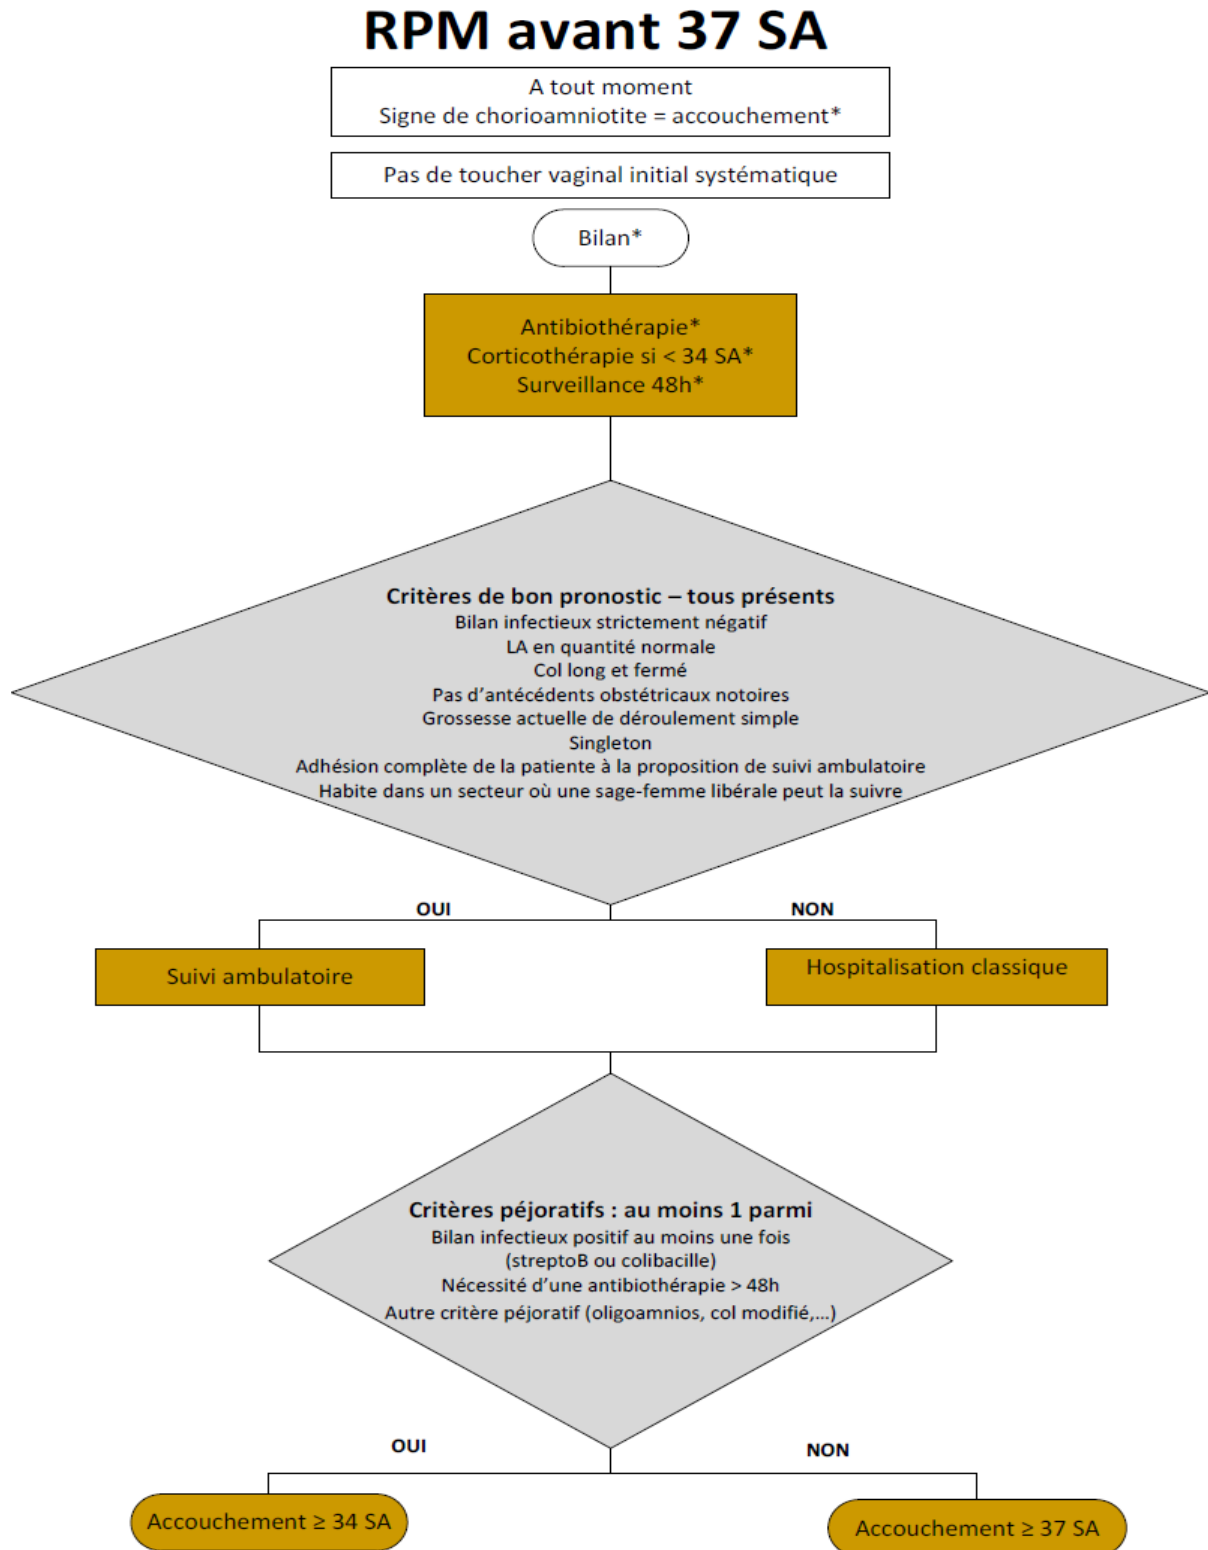 RPM avant 37 SA
A tout moment
Signe de chorioamniotite = accouchement*
Pas de toucher vaginal initial systématique
Bilan*
Antibiothérapie*
Corticothérapie si < 34 SA*
Surveillance 48h*
Critères de bon pronostic – tous présents
Bilan infectieux strictement négatif
LA en quantité normale
Col long et fermé
Pas d'antécédents obstétricaux notoires
Grossesse actuelle de déroulement simple
Singleton
Adhésion complète de la patiente à la proposition de suivi ambulatoire
Habite dans un secteur où une sage-femme libérale peut la suivre
OUI
NON
Suivi ambulatoire
Hospitalisation classique
Critères péjoratifs : au moins 1 parmi
Bilan infectieux positif au moins une fois
(streptoB ou colibacille)
Nécessité d'une antibiothérapie > 48h
Autre critère péjoratif (oligoamnios, col modifié,...)
OUI
NON
Accouchement ≥ 34 SA
Accouchement ≥ 37 SA